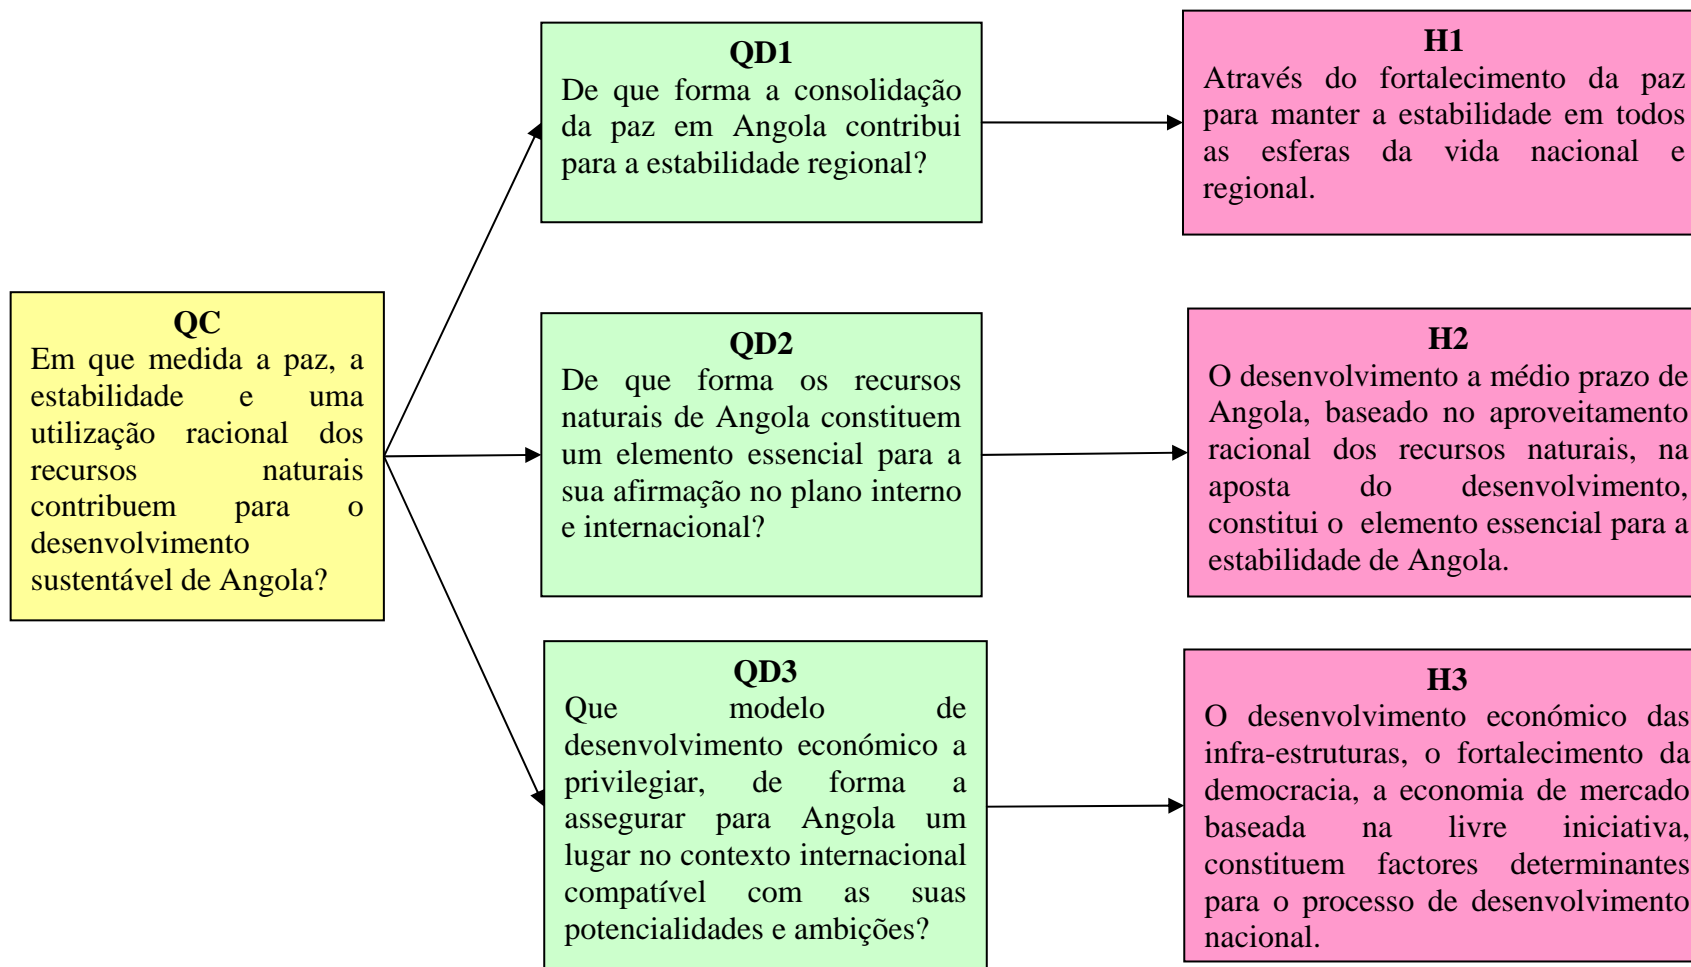 QC
Em que medida a paz, a
estabilidade e uma
utilização racional dos
recursos naturais
contribuem para o
desenvolvimento
sustentável de Angola?
QD1
De que forma a consolidação
da paz em Angola contribui
para a estabilidade regional?
H1
Através do fortalecimento da paz
para manter a estabilidade em todos
as esferas da vida nacional e
regional.
QD2
De que forma os recursos
naturais de Angola constituem
um elemento essencial para a
sua afirmação no plano interno
e internacional?
H2
O desenvolvimento a médio prazo de
Angola, baseado no aproveitamento
racional dos recursos naturais, na
aposta do desenvolvimento,
constitui o elemento essencial para a
estabilidade de Angola.
QD3
Que modelo de
desenvolvimento económico a
privilegiar, de forma a
assegurar para Angola um
lugar no contexto internacional
compatível com as suas
potencialidades e ambições?
H3
O desenvolvimento económico das
infra-estruturas, o fortalecimento da
democracia, a economia de mercado
baseada na livre iniciativa,
constituem factores determinantes
para o processo de desenvolvimento
nacional.